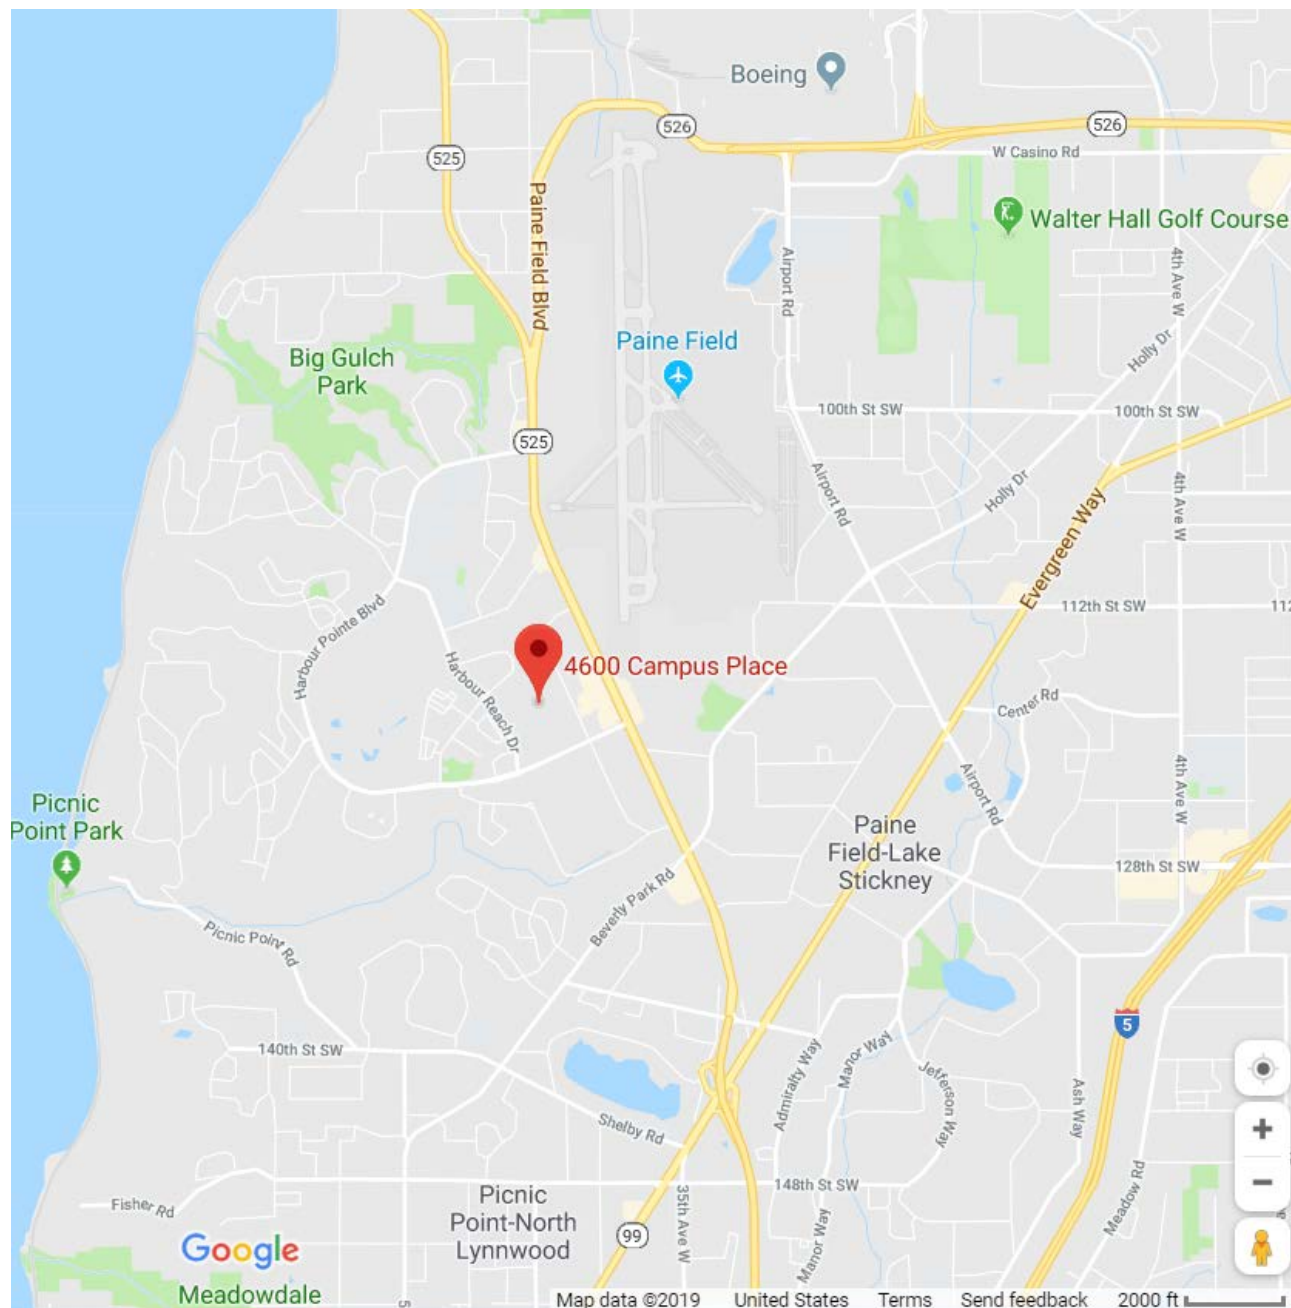 Boeing
526
526
525
W Casino Rd
Paine Field Blvd
Walter Hall Golf Course
4th Ave W
Airport Rd
Holly Dr
Paine Field
Big Gulch
Park
100th St SW
100th St SW
525
Airport Rd
Holly Dr
4th Ave W
Evergreen Way
112th St SW
112
Harbour Pointe Blvd
4600 Campus Place
Harbour Reach Dr
Center Rd
4th Ave W
Airport Rd
Picnic
Point Park
Paine
Field-Lake
Stickney
128th St SW
Beverly Park Rd
Picnic Point Rd
5
140th St SW
Admiralty Way
Manor Way
Jefferson Way
Ash Way
Shelby Rd
148th St SW
Meadow Rd
Fisher Rd
Picnic
Point-North
Lynnwood
35th Ave W
99
Manor Way
Google
Meadowdale
5
Map data ©2019 United States Terms Send feedback 2000 ft